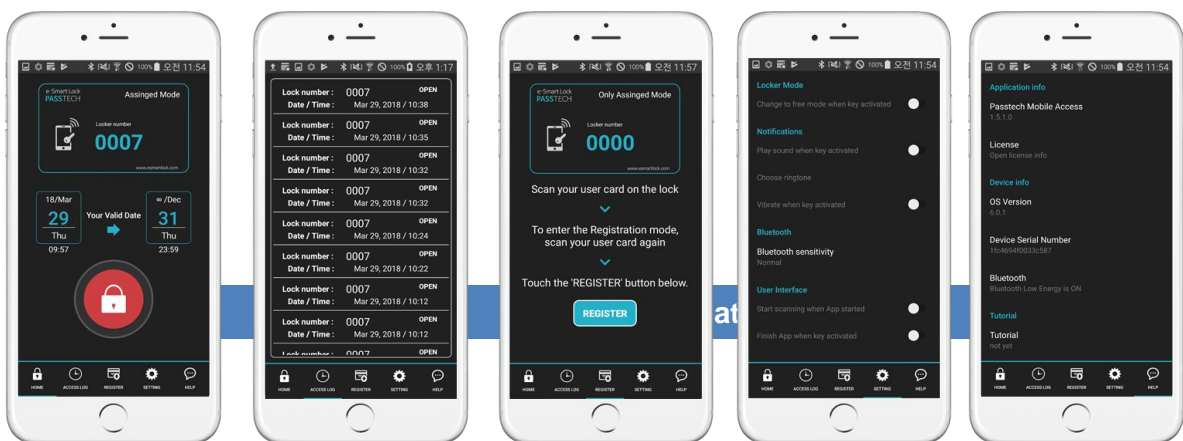 100% 오전 11:54
e-Smart Lock
PASSTECH
Assinged Mode
Locker number
0007
www.esmartlock.com
18/Mar
29
Thu
09:57
Your Valid Date
∞ /Dec
31
Thu
23:59
HOME
ACCESS LOG
REGISTER
SETTING
HELP
100% 오후 1:17
Lock number : 0007 OPEN
Date / Time : Mar 29, 2018 / 10:38
Lock number : 0007 OPEN
Date / Time : Mar 29, 2018 / 10:35
Lock number : 0007 OPEN
Date / Time : Mar 29, 2018 / 10:32
Lock number : 0007 OPEN
Date / Time : Mar 29, 2018 / 10:32
Lock number : 0007 OPEN
Date / Time : Mar 29, 2018 / 10:24
Lock number : 0007 OPEN
Date / Time : Mar 29, 2018 / 10:22
Lock number : 0007 OPEN
Date / Time : Mar 29, 2018 / 10:12
Lock number : 0007 OPEN
Date / Time : Mar 29, 2018 / 10:12
Lock number : 0007 OPEN
HOME
ACCESS LOG
REGISTER
SETTING
HELP
100% 오전 11:57
e-Smart Lock
PASSTECH
Only Assinged Mode
Locker number
0000
www.esmartlock.com
Scan your user card on the lock
To enter the Registration mode,
scan your user card again
Touch the 'REGISTER' button below.
REGISTER
HOME
ACCESS LOG
REGISTER
SETTING
HELP
at
100% 오전 11:54
Locker Mode
Change to free mode when key activated
Notifications
Play sound when key activated
Choose ringtone
Vibrate when key activated
Bluetooth
Bluetooth sensitivity
Normal
User Interface
Start scanning when App started
Finish App when key activated
HOME
ACCESS LOG
REGISTER
SETTING
HELP
100% 오전 11:54
Application info
Passtech Mobile Access
1.5.1.0
License
Open license info
Device info
OS Version
6.0.1
Device Serial Number
1fc4694f0033c587
Bluetooth
Bluetooth Low Energy is ON
Tutorial
Tutorial
not yet
HOME
ACCESS LOG
REGISTER
SETTING
HELP